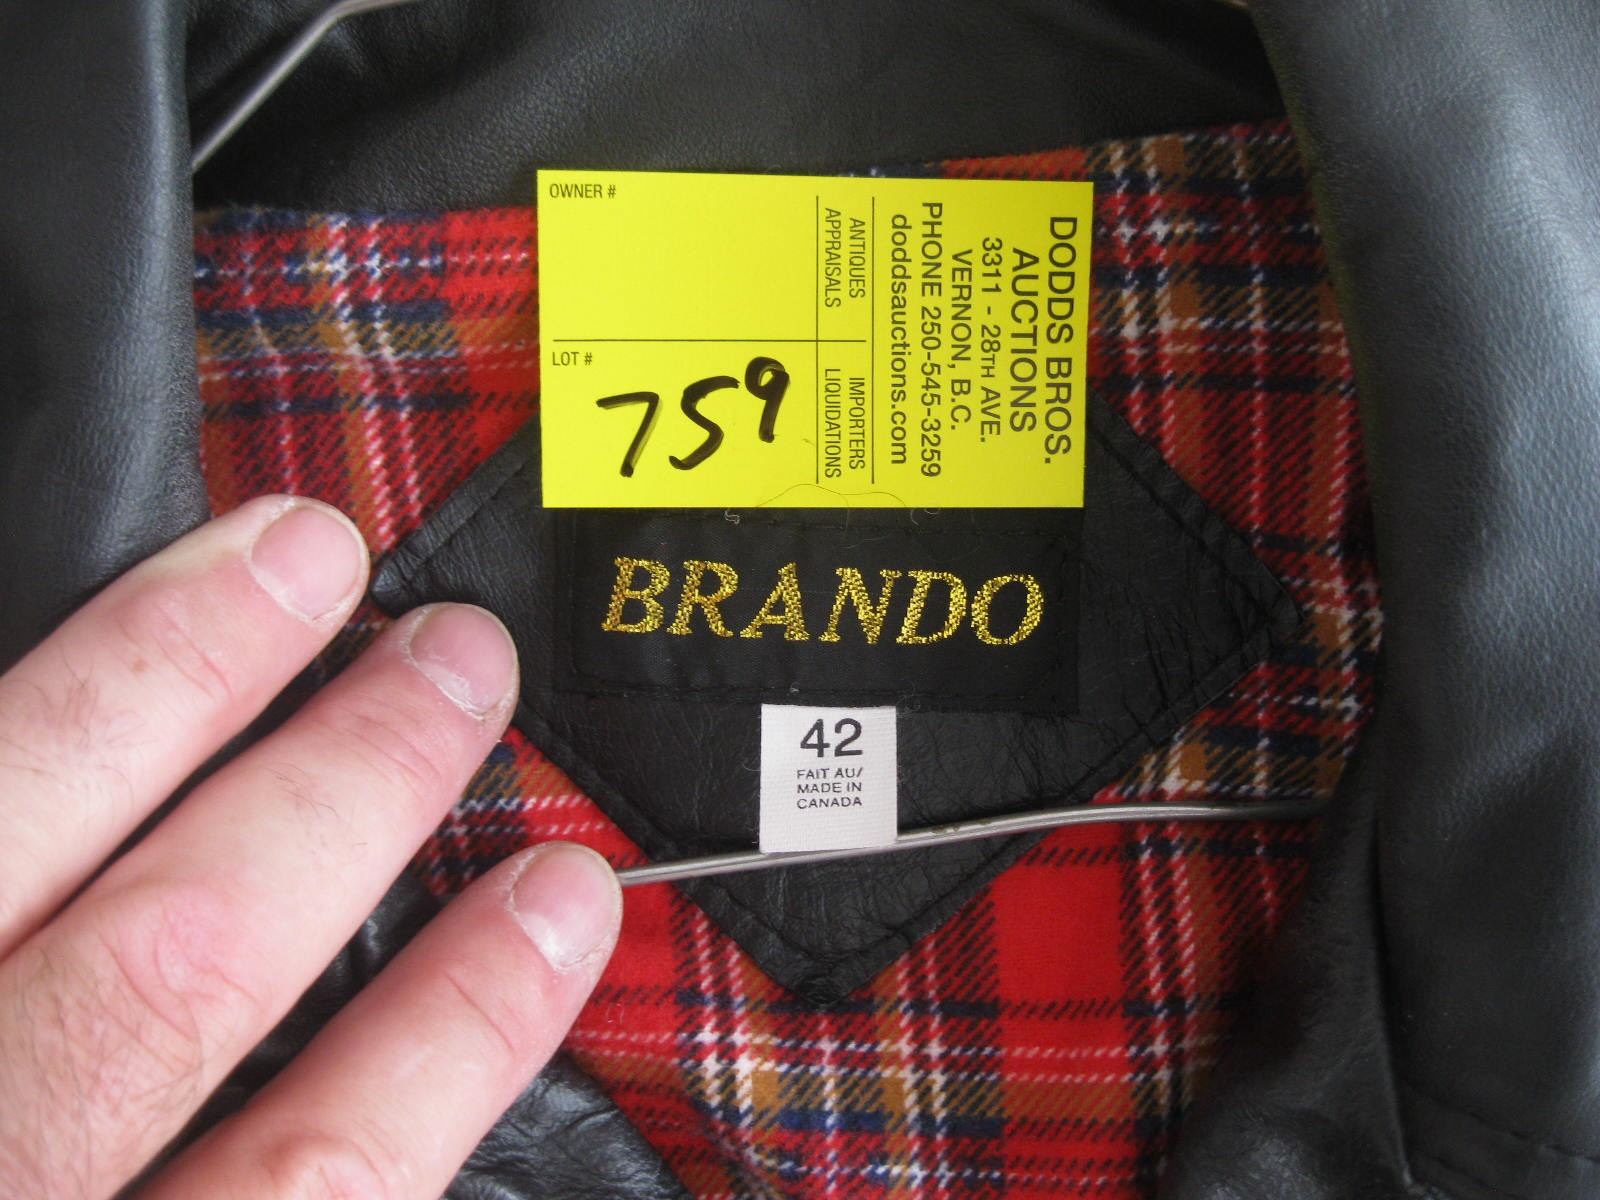 OWNER #
LOT #
759
DODDS BROS.
AUCTIONS
3311 - 28TH AVE.
VERNON, B.C.
PHONE 250-545-3259
doddsauctions.com
ANTIQUES IMPORTERS
APPRAISALS LIQUIDATIONS
BRANDO
42
FAIT AU/
MADE IN
CANADA